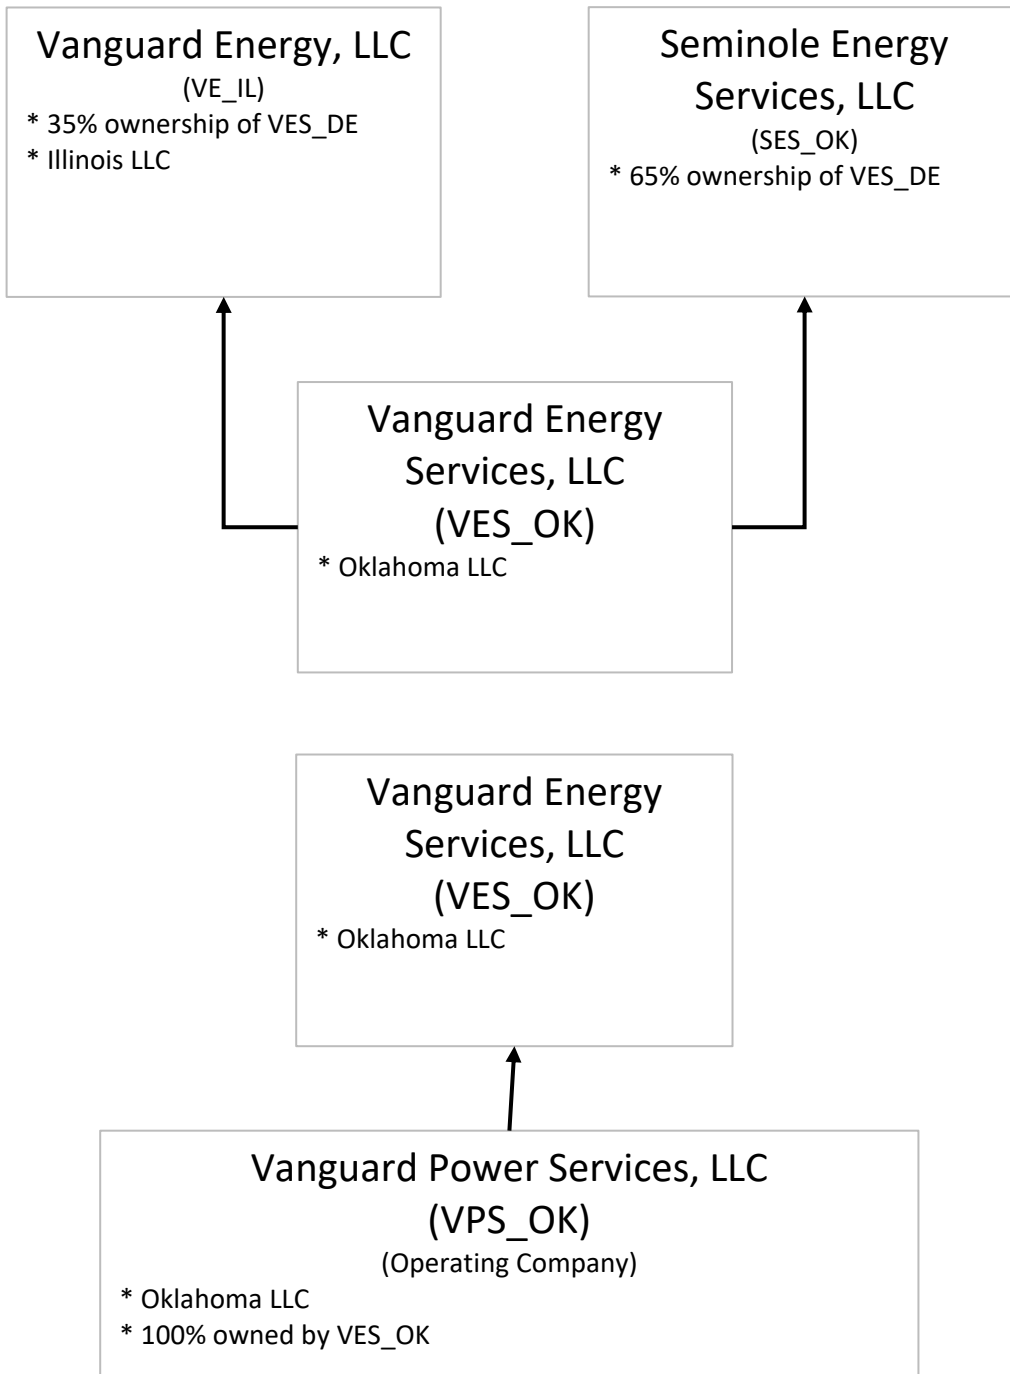 Vanguard Energy, LLC
(VE_IL)
* 35% ownership of VES_DE
* Illinois LLC
Seminole Energy
Services, LLC
(SES_OK)
* 65% ownership of VES_DE
Vanguard Energy
Services, LLC
(VES_OK)
* Oklahoma LLC
Vanguard Energy
Services, LLC
(VES_OK)
* Oklahoma LLC
Vanguard Power Services, LLC
(VPS_OK)
(Operating Company)
* Oklahoma LLC
* 100% owned by VES_OK